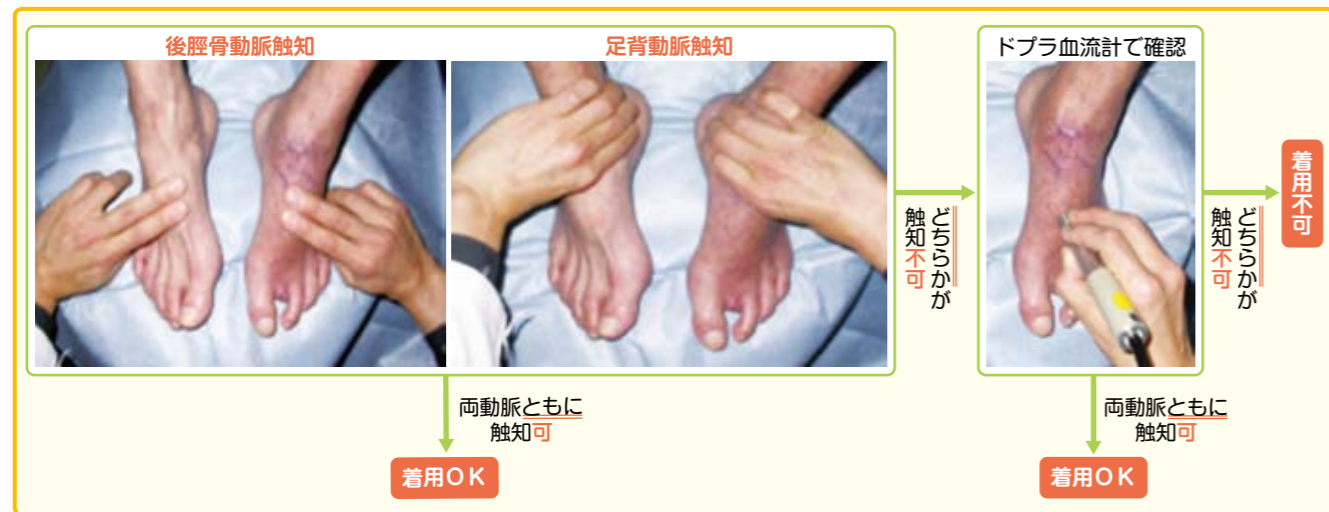 後脛骨動脈触知
足背動脈触知
ドプラ血流計で確認
どちらかが
触知不可
どちらかが
触知不可
着用不可
両動脈ともに
触知可
着用OK
両動脈ともに
触知可
着用OK